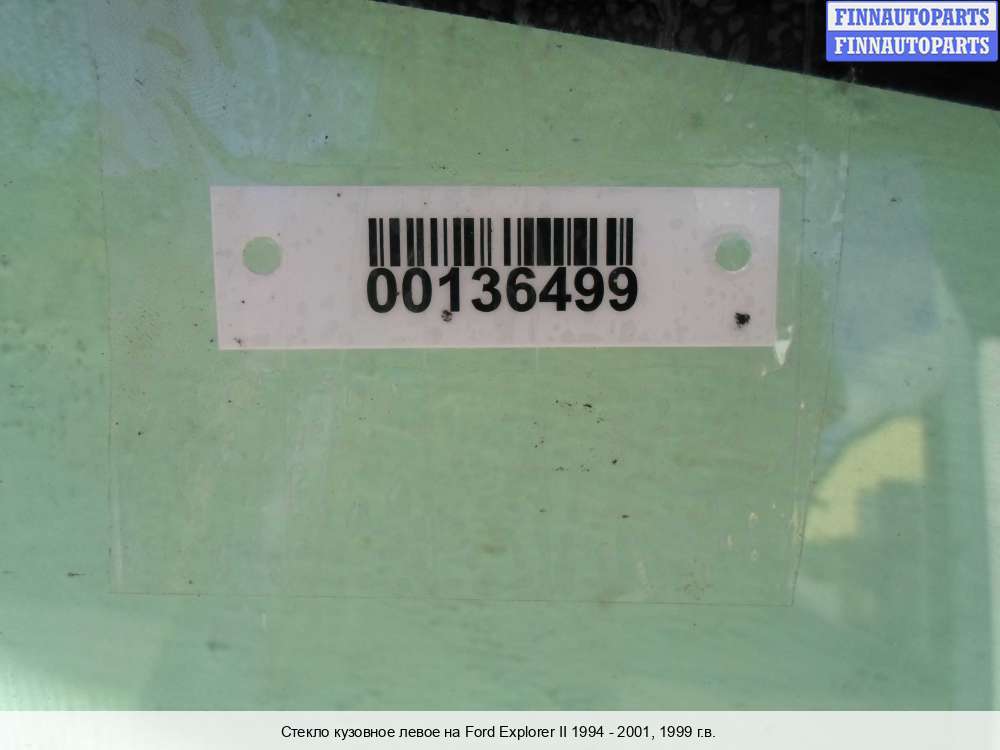 FINNAUTOPARTS
FINNAUTOPARTS
00136499
Стекло кузовное левое на Ford Explorer II 1994 - 2001, 1999 г.в.